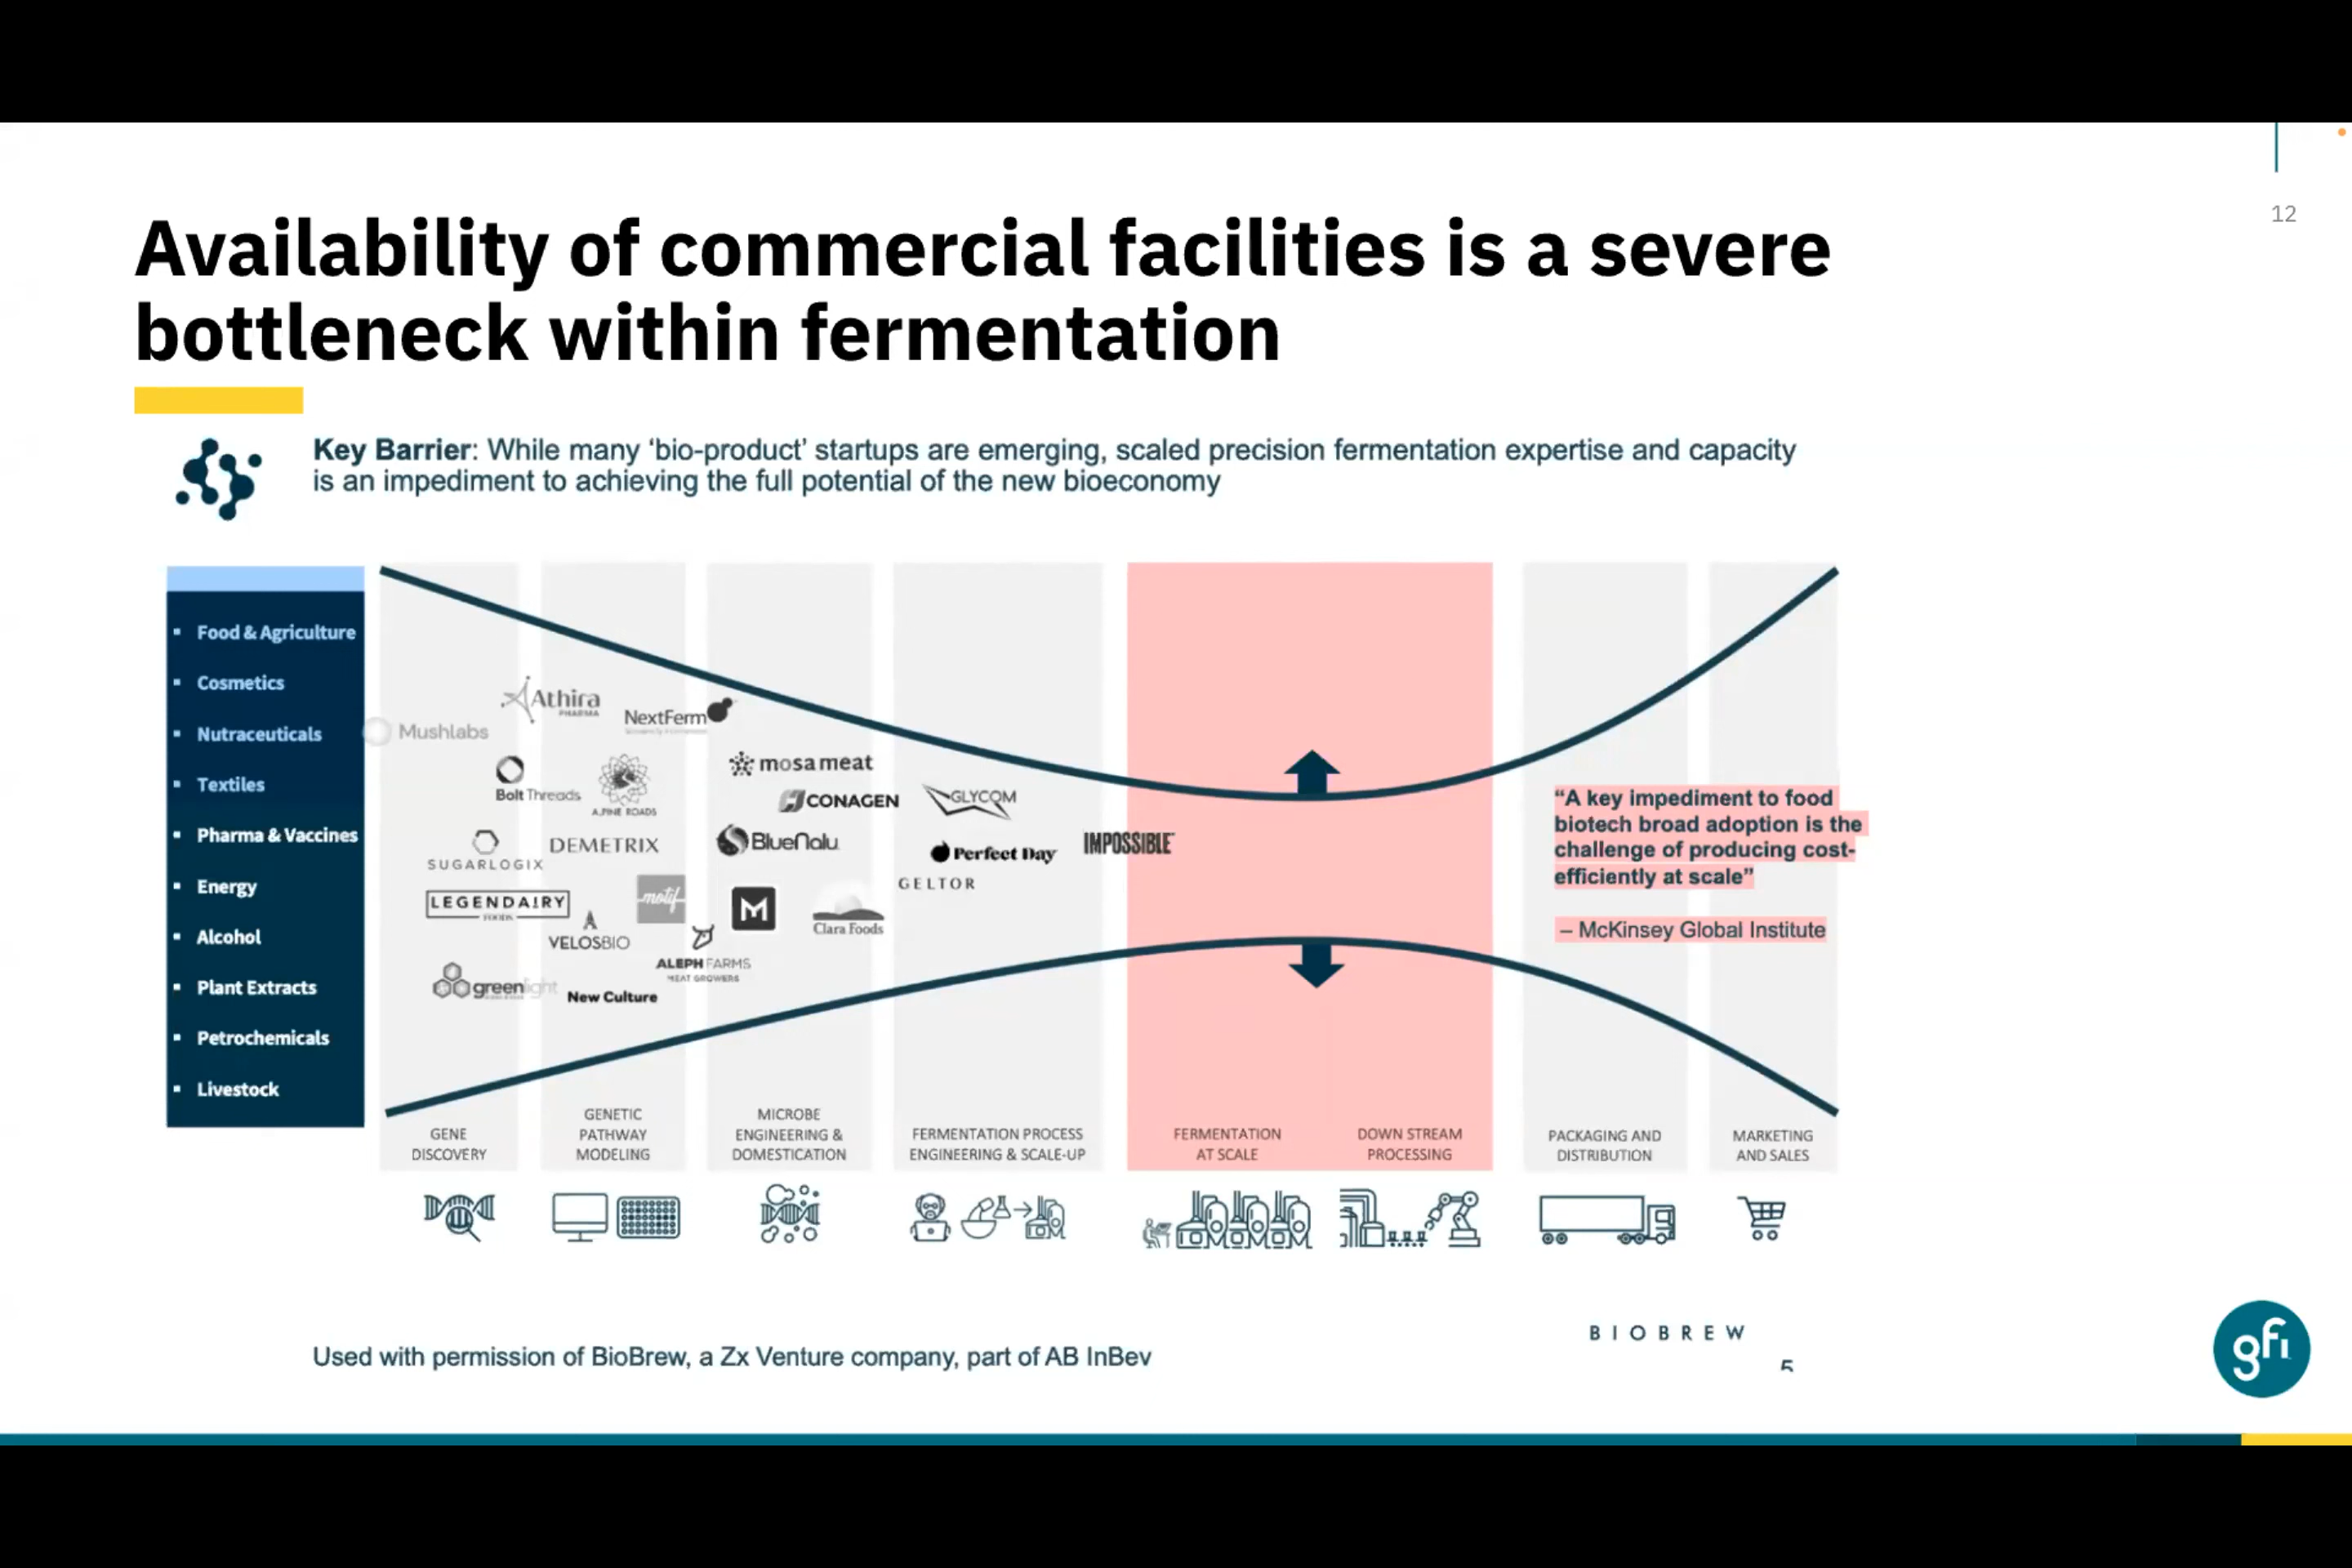 12
Availability of commercial facilities is a severe
bottleneck within fermentation
Key Barrier: While many ‘bio-product’ startups are emerging, scaled precision fermentation expertise and capacity
is an impediment to achieving the full potential of the new bioeconomy
▪ Food & Agriculture
▪ Cosmetics
▪ Nutraceuticals
▪ Textiles
▪ Pharma & Vaccines
▪ Energy
▪ Alcohol
▪ Plant Extracts
▪ Petrochemicals
▪ Livestock
Mushlabs
Athira
PHARMA
NextFerm
Bolt Threads
ALPINE ROADS
mosa meat
CONAGEN
GLYCOM
SUGARLOGIX
DEMETRIX
BlueNalu
Perfect Day
IMPOSSIBLE
GELTOR
LEGENDAIRY
FOODS
motif
M
Clara Foods
VELOSBIO
ALEPH FARMS
MEAT GROWERS
greenlight
New Culture
“A key impediment to food
biotech broad adoption is the
challenge of producing cost-
efficiently at scale”
– McKinsey Global Institute
GENE
DISCOVERY
GENETIC
PATHWAY
MODELING
MICROBE
ENGINEERING &
DOMESTICATION
FERMENTATION PROCESS
ENGINEERING & SCALE-UP
FERMENTATION
AT SCALE
DOWN STREAM
PROCESSING
PACKAGING AND
DISTRIBUTION
MARKETING
AND SALES
BIOBREW
Used with permission of BioBrew, a Zx Venture company, part of AB InBev
5
gfi